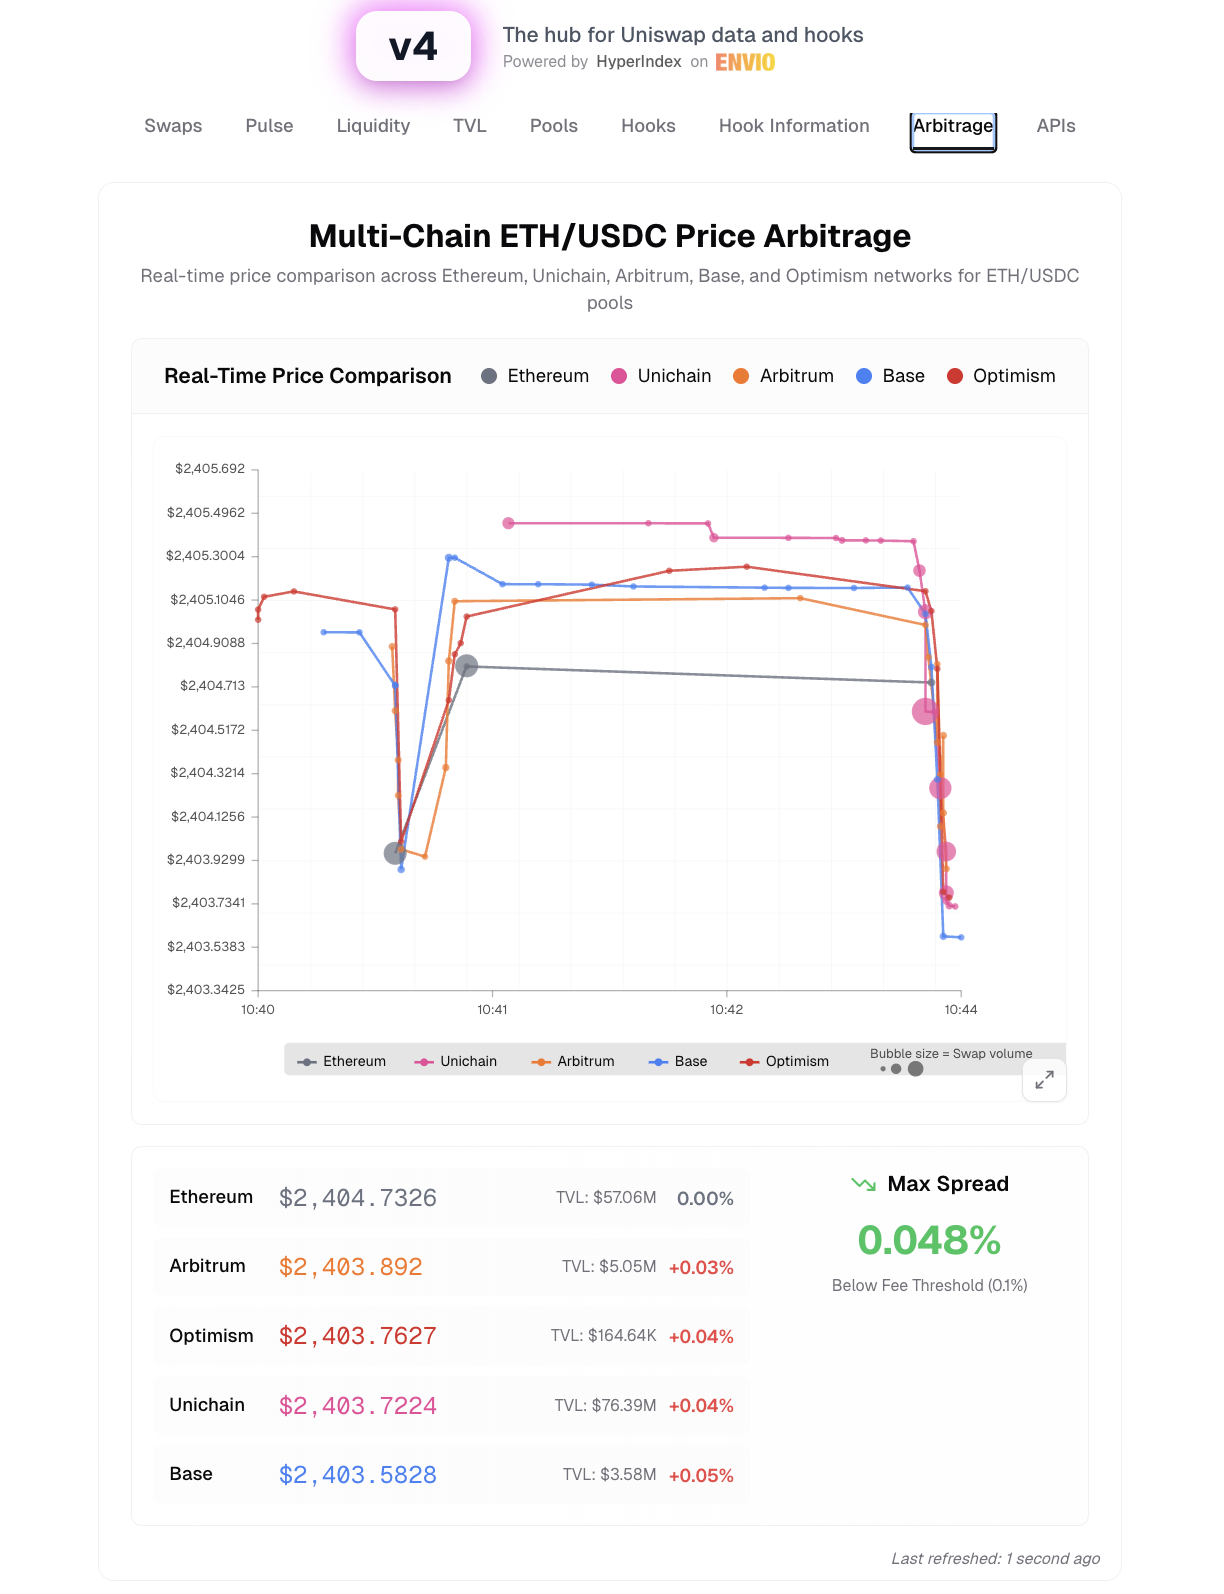 v4
The hub for Uniswap data and hooks
Powered by HyperIndex on ENVIO
Swaps Pulse Liquidity TVL Pools Hooks Hook Information Arbitrage APIs
Multi-Chain ETH/USDC Price Arbitrage
Real-time price comparison across Ethereum, Unichain, Arbitrum, Base, and Optimism networks for ETH/USDC
pools
Real-Time Price Comparison Ethereum Unichain Arbitrum Base Optimism
$2,405.692
$2,405.4962
$2,405.3004
$2,405.1046
$2,404.9088
$2,404.713
$2,404.5172
$2,404.3214
$2,404.1256
$2,403.9299
$2,403.7341
$2,403.5383
$2,403.3425
10:40 10:41 10:42 10:44
Ethereum Unichain Arbitrum Base Optimism Bubble size = Swap volume
Ethereum $2,404.7326 TVL: $57.06M 0.00%
Arbitrum $2,403.892 TVL: $5.05M +0.03%
Optimism $2,403.7627 TVL: $164.64K +0.04%
Unichain $2,403.7224 TVL: $76.39M +0.04%
Base $2,403.5828 TVL: $3.58M +0.05%
Max Spread
0.048%
Below Fee Threshold (0.1%)
Last refreshed: 1 second ago